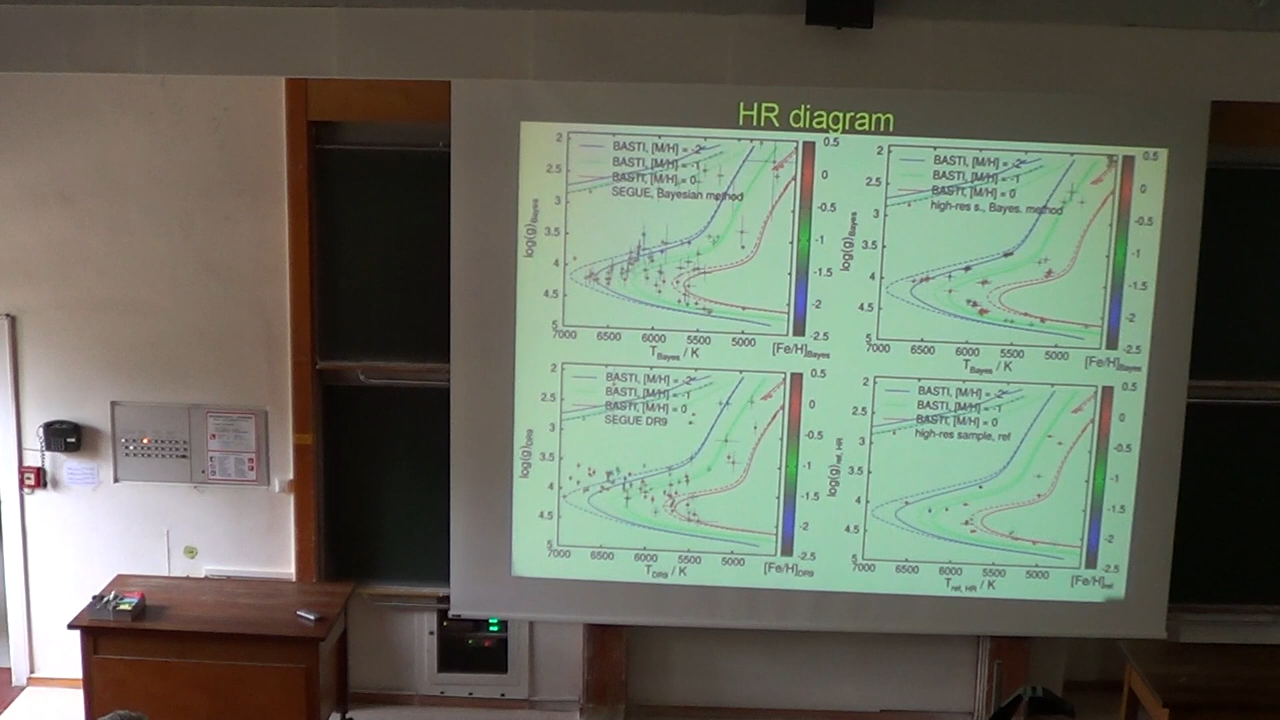 HR diagram
BASTI, [M/H] = -2
BASTI, [M/H] = -1
BASTI, [M/H] = 0
SEGUE, Bayesian method
log(g)Bayes
2
2.5
3
3.5
4
4.5
5
7000 6500 6000 5500 5000
TBayes / K
0.5
0
-0.5
-1
-1.5
-2
-2.5
[Fe/H]Bayes
BASTI, [M/H] = -2
BASTI, [M/H] = -1
BASTI, [M/H] = 0
high-res s., Bayes. method
log(g)Bayes
2
2.5
3
3.5
4
4.5
5
7000 6500 6000 5500 5000
TBayes / K
0.5
0
-0.5
-1
-1.5
-2
-2.5
[Fe/H]Bayes
BASTI, [M/H] = -2
BASTI, [M/H] = -1
BASTI, [M/H] = 0
SEGUE DR9
log(g)DR9
2
2.5
3
3.5
4
4.5
5
7000 6500 6000 5500 5000
TDR9 / K
0.5
0
-0.5
-1
-1.5
-2
-2.5
[Fe/H]DR9
BASTI, [M/H] = -2
BASTI, [M/H] = -1
BASTI, [M/H] = 0
high-res sample, ref
log(g)ref, HR
2
2.5
3
3.5
4
4.5
5
7000 6500 6000 5500 5000
Tref, HR / K
0.5
0
-0.5
-1
-1.5
-2
-2.5
[Fe/H]ref